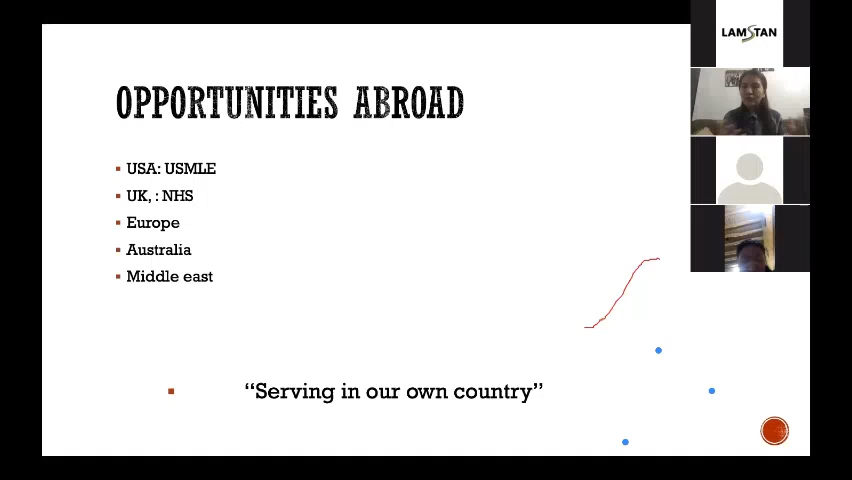 LAMSTAN
OPPORTUNITIES ABROAD
USA: USMLE
UK, : NHS
Europe
Australia
Middle east
“Serving in our own country”